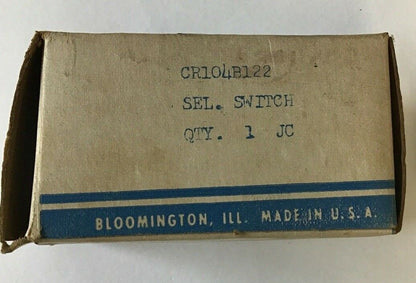 CR104B122
SEL. SWITCH
QTY. 1 JC
BLOOMINGTON, ILL. MADE IN U.S.A.